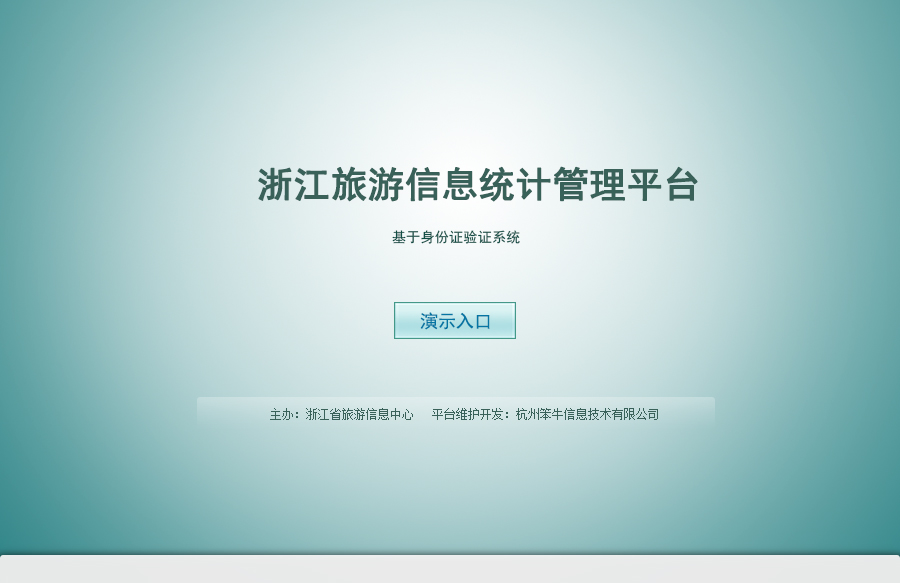 浙江旅游信息统计管理平台
基于身份证验证系统
演示入口
主办：浙江省旅游信息中心 平台维护开发：杭州笨牛信息技术有限公司